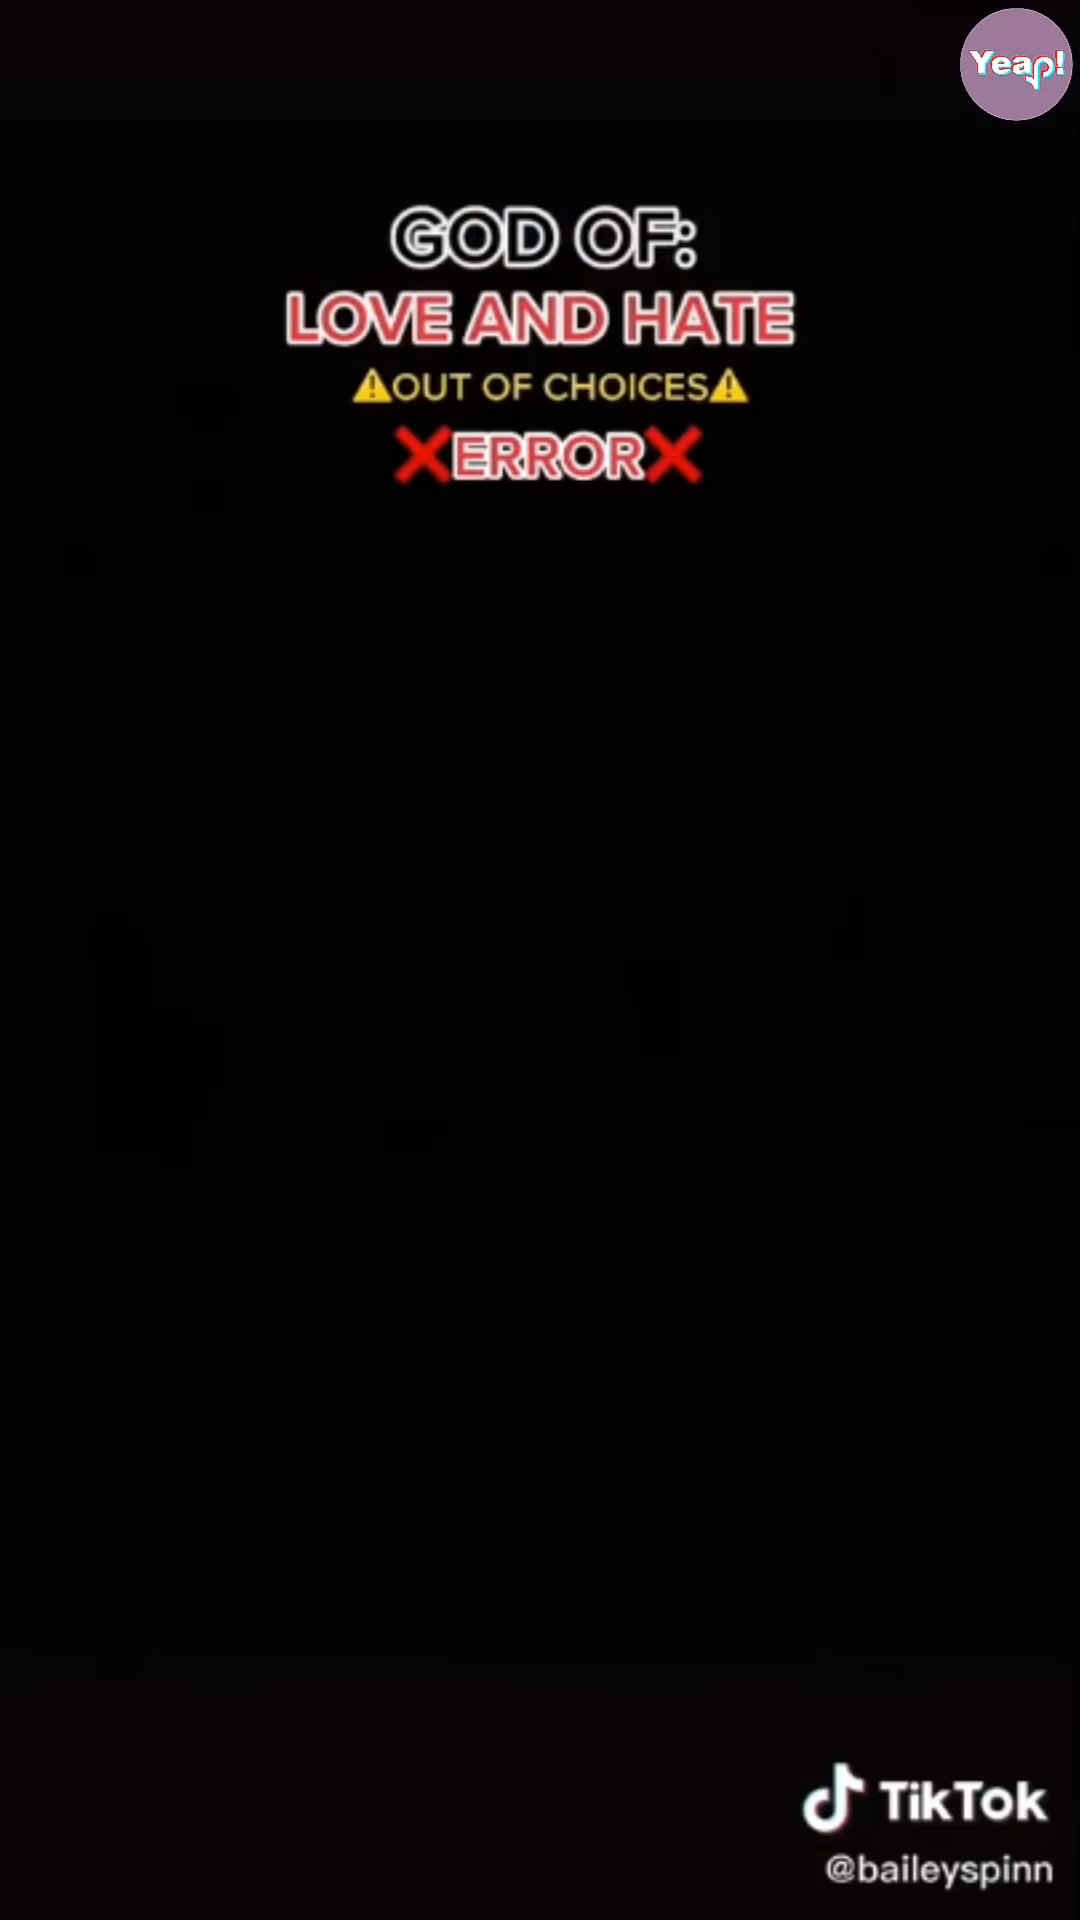 Yeap!
GOD OF:
LOVE AND HATE
⚠️OUT OF CHOICES⚠️
❌ERROR❌
TikTok
@baileyspinn